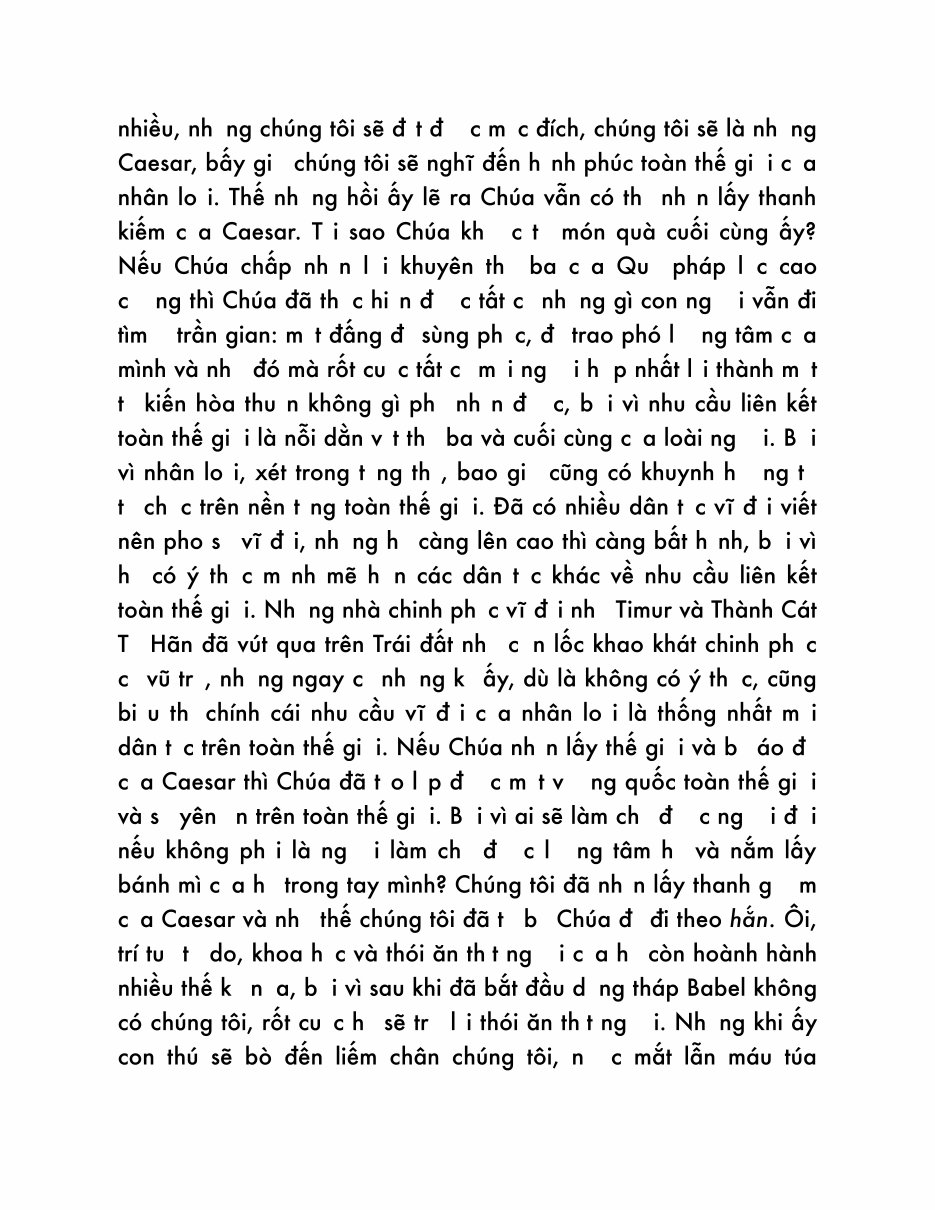 nhiều, nh ng chúng tôi sẽ đ t đ  c m c đích, chúng tôi sẽ là nh ng
Caesar, bấy gi  chúng tôi sẽ nghĩ đến h nh phúc toàn thế gi i c a
nhân lo i. Thế nh ng hồi ấy lẽ ra Chúa vẫn có th  nh n lấy thanh
kiếm c a Caesar. T i sao Chúa kh  c t  món quà cuối cùng ấy?
Nếu Chúa chấp nh n l i khuyên th  ba c a Qu  pháp l c cao
c  ng thì Chúa đã th c hi n đ  c tất c  nh ng gì con ng  i vẫn đi
tìm  trần gian: m t đấng đ  sùng ph c, đ  trao phó l  ng tâm c a
mình và nh  đó mà rốt cu c tất c  m i ng  i h p nhất l i thành m t
t  kiến hòa thu n không gì ph  nh n đ  c, b i vì nhu cầu liên kết
toàn thế gi i là nỗi dằn v t th  ba và cuối cùng c a loài ng  i. B i
vì nhân lo i, xét trong t ng th , bao gi  cũng có khuynh h  ng t
t  ch c trên nền t ng toàn thế gi i. Đã có nhiều dân t c vĩ đ i viết
nên pho s  vĩ đ i, nh ng h  càng lên cao thì càng bất h nh, b i vì
h  có ý th c m nh mẽ h n các dân t c khác về nhu cầu liên kết
toàn thế gi i. Nh ng nhà chinh ph c vĩ đ i nh  Timur và Thành Cát
T  Hãn đã vút qua trên Trái đất nh  c n lốc khao khát chinh ph c
c  vũ tr , nh ng ngay c  nh ng k  ấy, dù là không có ý th c, cũng
bi u th  chính cái nhu cầu vĩ đ i c a nhân lo i là thống nhất m i
dân t c trên toàn thế gi i. Nếu Chúa nh n lấy thế gi i và b  áo đ
c a Caesar thì Chúa đã t o l p đ  c m t v  ng quốc toàn thế gi i
và s  yên  n trên toàn thế gi i. B i vì ai sẽ làm ch  đ  c ng  i đ i
nếu không ph i là ng  i làm ch  đ  c l  ng tâm h  và nắm lấy
bánh mì c a h  trong tay mình? Chúng tôi đã nh n lấy thanh g  m
c a Caesar và nh  thế chúng tôi đã t  b  Chúa đ  đi theo hắn. Ôi,
trí tu  t  do, khoa h c và thói ăn th t ng  i c a h  còn hoành hành
nhiều thế k  n a, b i vì sau khi đã bắt đầu d ng tháp Babel không
có chúng tôi, rốt cu c h  sẽ tr  l i thói ăn th t ng  i. Nh ng khi ấy
con thú sẽ bò đến liếm chân chúng tôi, n  c mắt lẫn máu túa